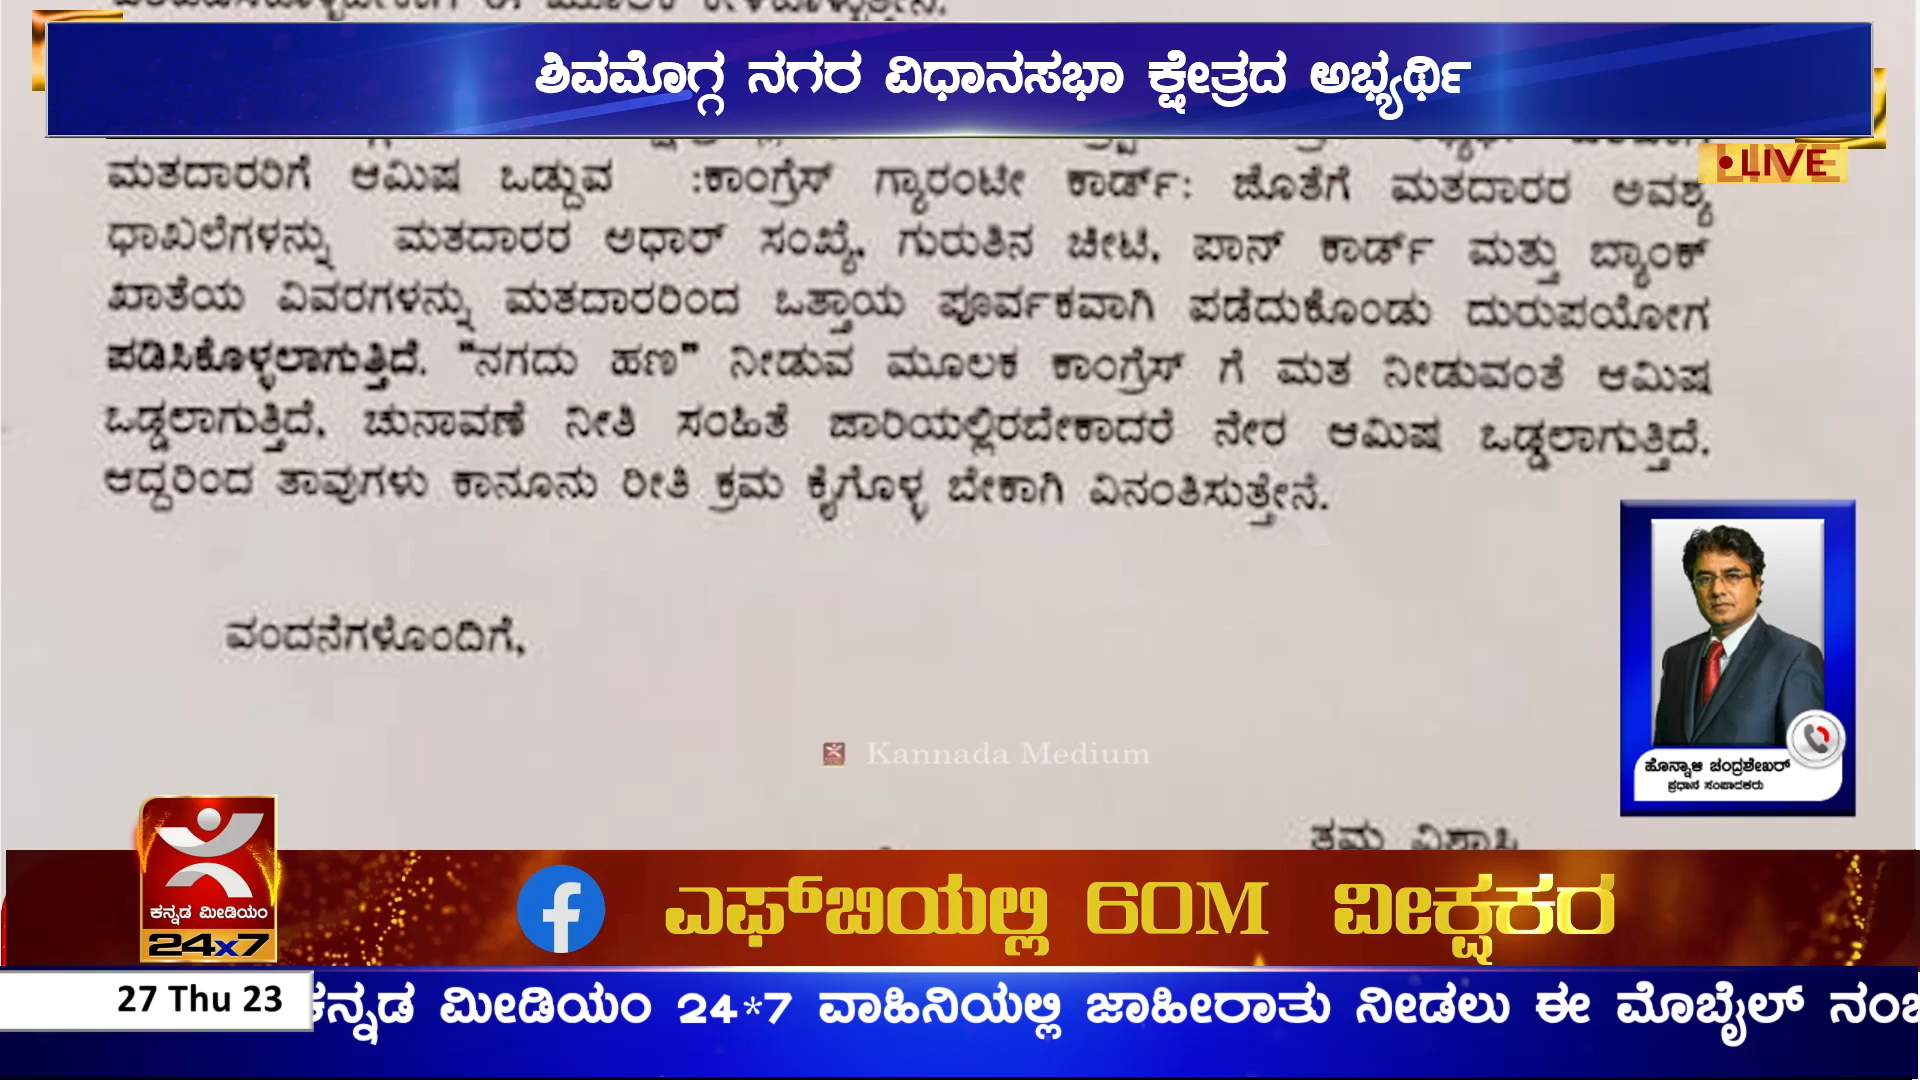 ಶಿವಮೊಗ್ಗ ನಗರ ವಿಧಾನಸಭಾ ಕ್ಷೇತ್ರದ ಅಭ್ಯರ್ಥಿ
LIVE
ಮತದಾರರಿಗೆ ಆಮಿಷ ಒಡ್ದುವ :ಕಾಂಗ್ರೆಸ್ ಗ್ಯಾರಂಟೀ ಕಾರ್ಡ್: ಜೊತೆಗೆ ಮತದಾರರ ಅವಶ್ಯ
ಧಾಖಲೆಗಳನ್ನು ಮತದಾರರ ಅಧಾರ್ ಸಂಖ್ಯೆ, ಗುರುತಿನ ಚೀಟಿ, ಪಾನ್ ಕಾರ್ಡ್ ಮತ್ತು ಬ್ಯಾಂಕ್
ಖಾತೆಯ ವಿವರಗಳನ್ನು ಮತದಾರರಿಂದ ಒತ್ತಾಯ ಪೂರ್ವಕವಾಗಿ ಪಡೆದುಕೊಂಡು ದುರುಪಯೋಗ
ಪಡಿಸಿಕೊಳ್ಳಲಾಗುತ್ತಿದೆ. "ನಗದು ಹಣ" ನೀಡುವ ಮೂಲಕ ಕಾಂಗ್ರೆಸ್ ಗೆ ಮತ ನೀಡುವಂತೆ ಆಮಿಷ
ಒಡ್ಡಲಾಗುತ್ತಿದೆ. ಚುನಾವಣೆ ನೀತಿ ಸಂಹಿತೆ ಜಾರಿಯಲ್ಲಿರಬೇಕಾದರೆ ನೇರ ಆಮಿಷ ಒಡ್ಡಲಾಗುತ್ತಿದೆ.
ಆದ್ದರಿಂದ ತಾವುಗಳು ಕಾನೂನು ರೀತಿ ಕ್ರಮ ಕೈಗೊಳ್ಳ ಬೇಕಾಗಿ ವಿನಂತಿಸುತ್ತೇನೆ.
ವಂದನೆಗಳೊಂದಿಗೆ,
Kannada Medium
ಹೊನ್ನಾಳಿ ಚಂದ್ರಶೇಖರ್
ಪ್ರಧಾನ ಸಂಪಾದಕರು
ಕನ್ನಡ ಮೀಡಿಯಂ
24x7
ಎಫ್‌ಬಿಯಲ್ಲಿ 60M ವೀಕ್ಷಕರ
27 Thu 23
ಕನ್ನಡ ಮೀಡಿಯಂ 24*7 ವಾಹಿನಿಯಲ್ಲಿ ಜಾಹೀರಾತು ನೀಡಲು ಈ ಮೊಬೈಲ್